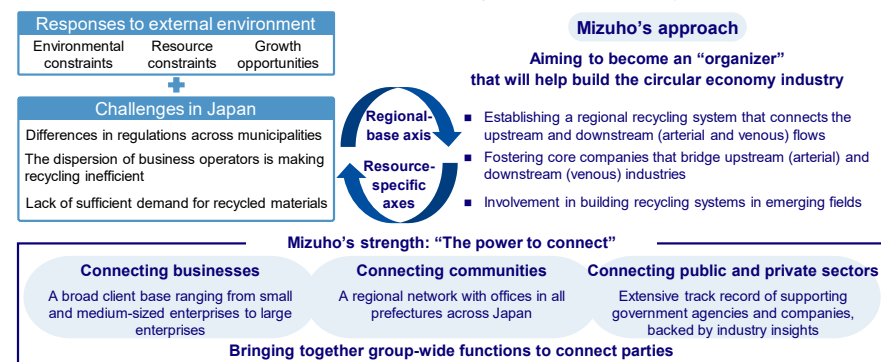 Responses to external environment
Environmental constraints
Resource constraints
Growth opportunities
Challenges in Japan
Differences in regulations across municipalities
The dispersion of business operators is making
recycling inefficient
Lack of sufficient demand for recycled materials
Regional-
base axis
Resource-
specific
axes
Mizuho's approach
Aiming to become an “organizer”
that will help build the circular economy industry
■ Establishing a regional recycling system that connects the
upstream and downstream (arterial and venous) flows
■ Fostering core companies that bridge upstream (arterial) and
downstream (venous) industries
■ Involvement in building recycling systems in emerging fields
Mizuho's strength: “The power to connect”
Connecting businesses
A broad client base ranging from small
and medium-sized enterprises to large
enterprises
Connecting communities
A regional network with offices in all
prefectures across Japan
Connecting public and private sectors
Extensive track record of supporting
government agencies and companies,
backed by industry insights
Bringing together group-wide functions to connect parties